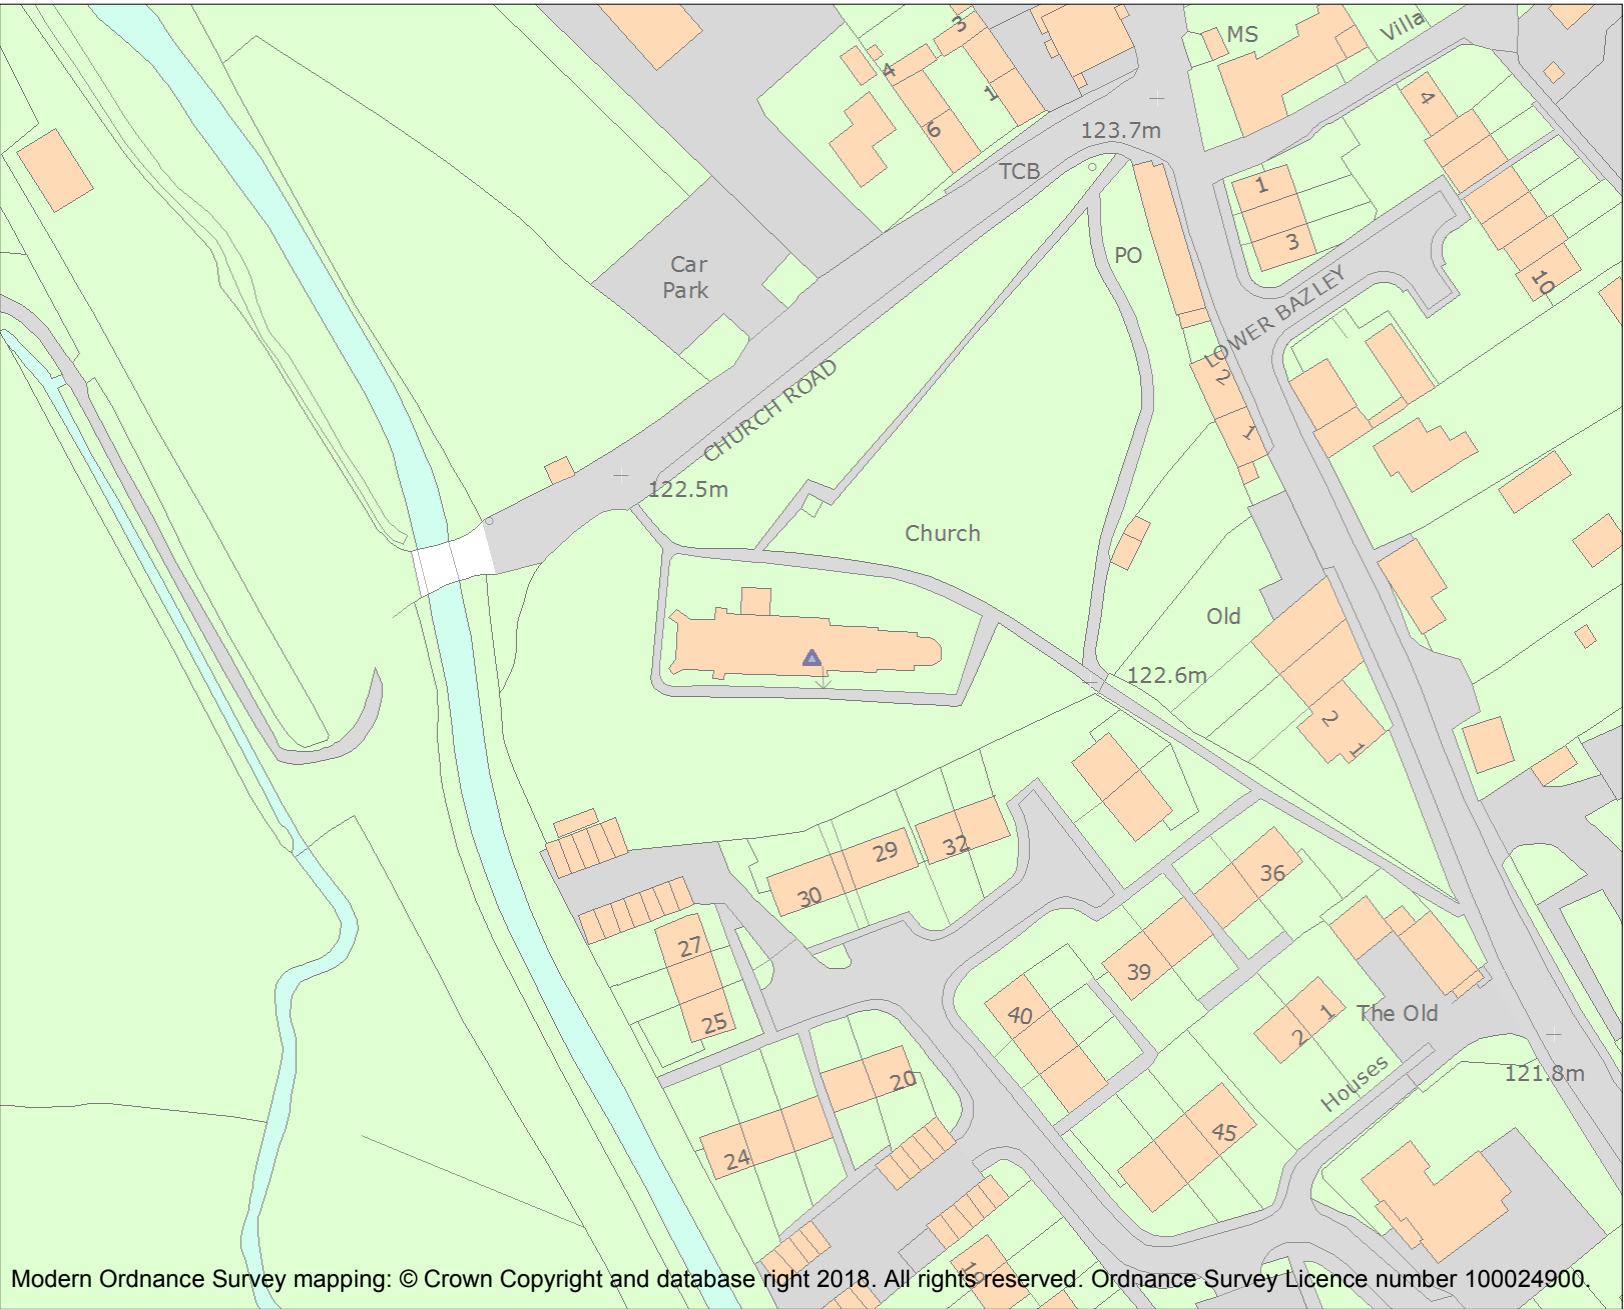 3
MS
Villa
4
1
4
6
123.7m
TCB
1
3
PO
10
Car
Park
LOWER BAZLEY
2
CHURCH ROAD
1
122.5m
Church
Old
122.6m
2
1
29
32
30
36
27
39
25
40
1
The Old
2
20
Houses
121.8m
45
24
19
Modern Ordnance Survey mapping: © Crown Copyright and database right 2018. All rights reserved. Ordnance Survey Licence number 100024900.